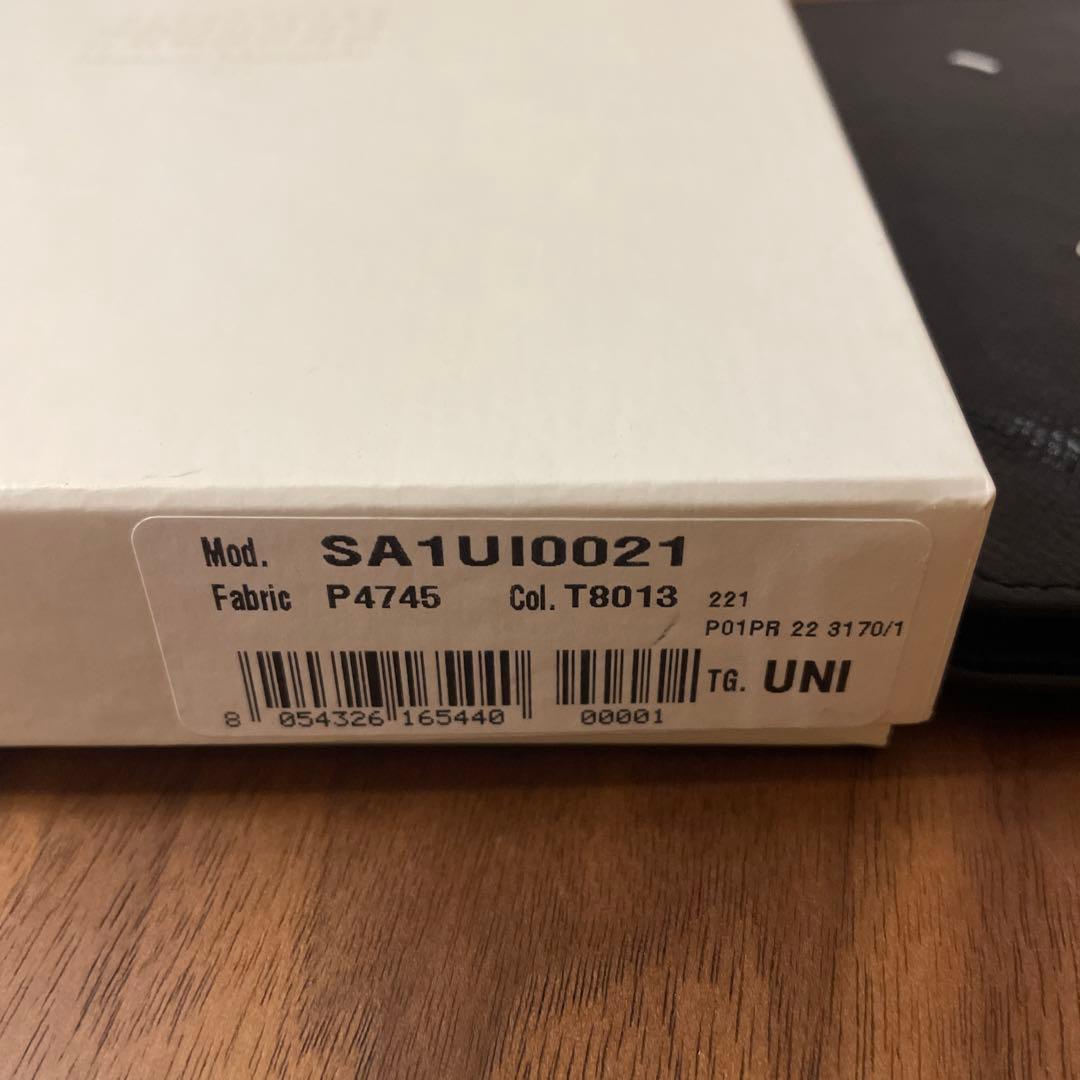 Mod. SA1UI0021
Fabric P4745 Col. T8013 221
P01PR 22 3170/1
TG. UNI
8 054326 165440 00001